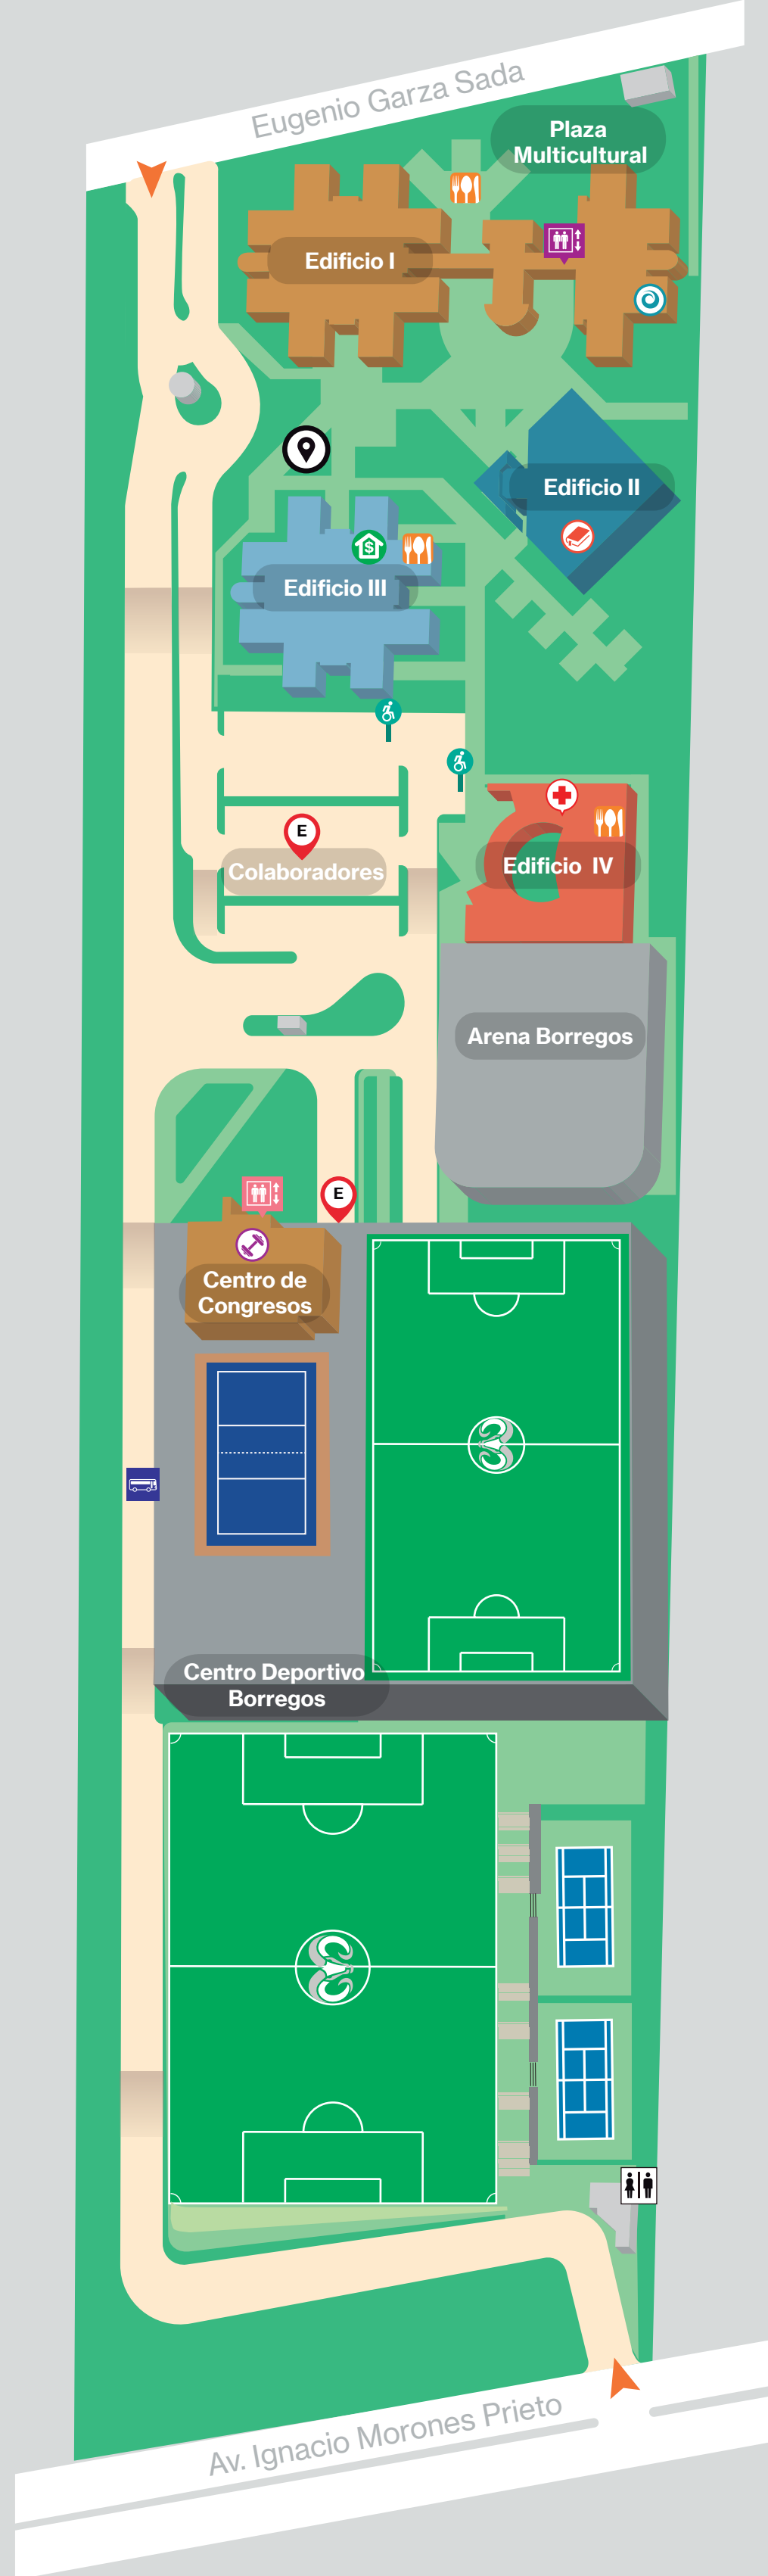 Eugenio Garza Sada
Plaza
Multicultural
Edificio I
Edificio II
$
Edificio III
E
Colaboradores
Edificio IV
Arena Borregos
E
Centro de
Congresos
Centro Deportivo
Borregos
Av. Ignacio Morones Prieto